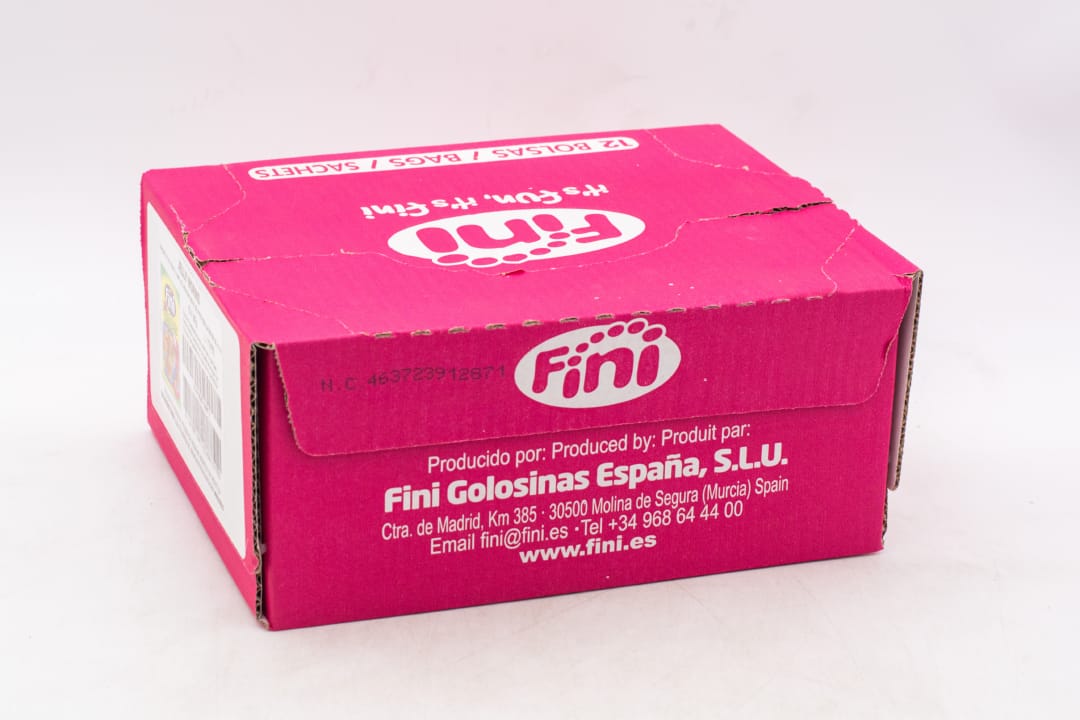 12 BOLSAS / BAGS / SACHETS
it's fun, it's fini
Fini
N.C 463723912871
Fini
Producido por: Produced by: Produit par:
Fini Golosinas España, S.L.U.
Ctra. de Madrid, Km 385 · 30500 Molina de Segura (Murcia) Spain
Email fini@fini.es · Tel +34 968 64 44 00
www.fini.es